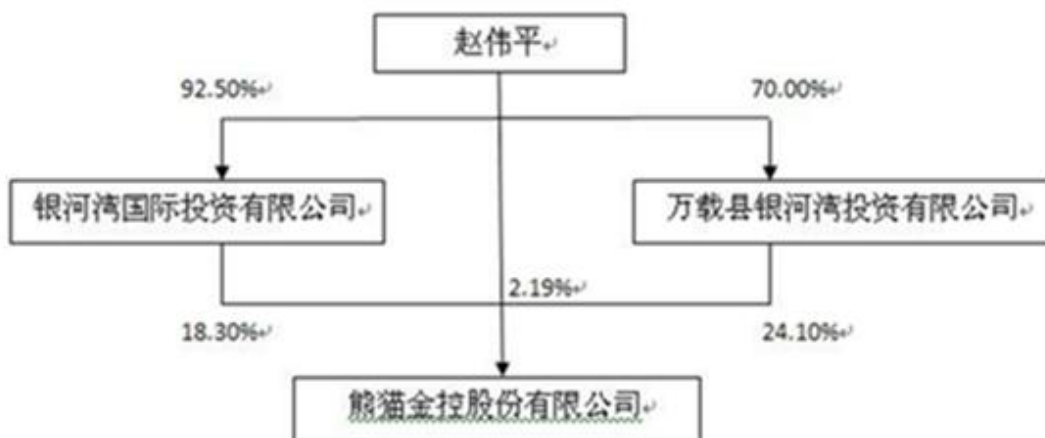 赵伟平
92.50%
70.00%
银河湾国际投资有限公司
万载县银河湾投资有限公司
2.19%
18.30%
24.10%
熊猫金控股份有限公司